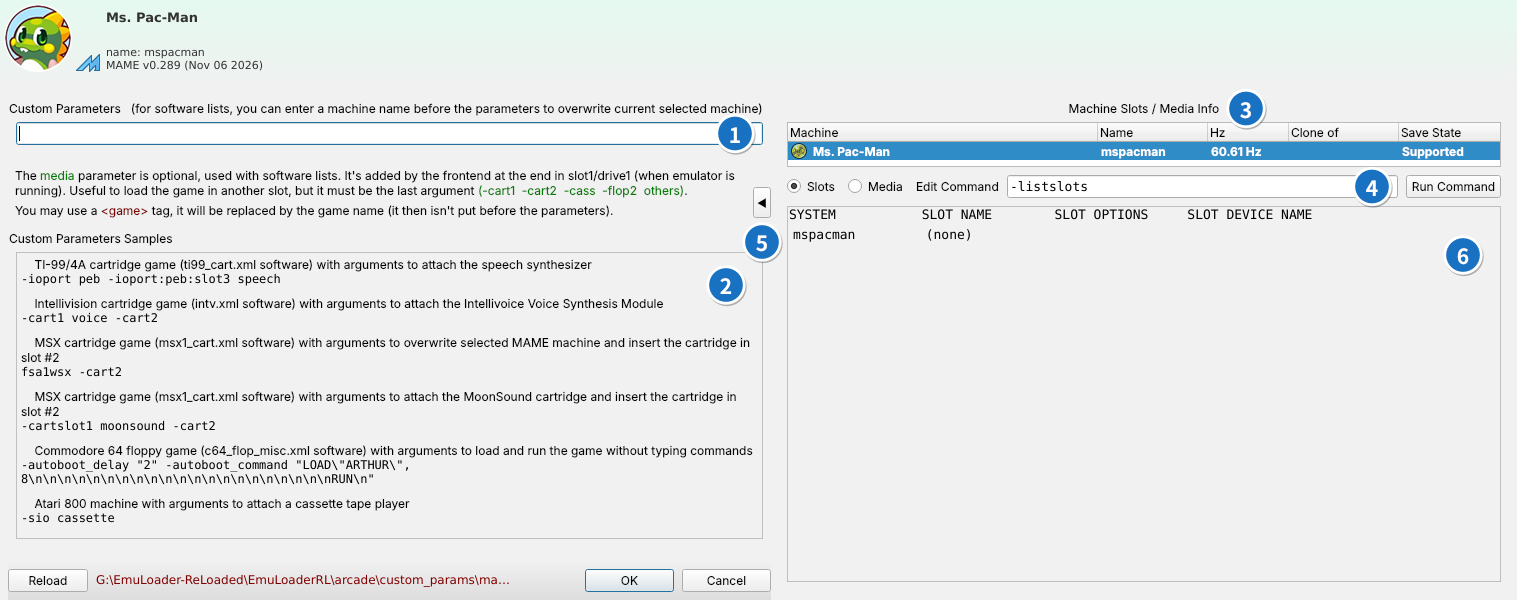 Ms. Pac-Man
name: mspacman
MAME v0.289 (Nov 06 2026)
Custom Parameters (for software lists, you can enter a machine name before the parameters to overwrite current selected machine)
1
The media parameter is optional, used with software lists. It's added by the frontend at the end in slot1/drive1 (when emulator is
running). Useful to load the game in another slot, but it must be the last argument (-cart1 -cart2 -cass -flop2 others).
You may use a <game> tag, it will be replaced by the game name (it then isn't put before the parameters).
5
Custom Parameters Samples
2
TI-99/4A cartridge game (ti99_cart.xml software) with arguments to attach the speech synthesizer
-ioport peb -ioport:peb:slot3 speech
Intellivision cartridge game (intv.xml software) with arguments to attach the Intellivoice Voice Synthesis Module
-cart1 voice -cart2
MSX cartridge game (msx1_cart.xml software) with arguments to overwrite selected MAME machine and insert the cartridge in
slot #2
fsa1wsx -cart2
MSX cartridge game (msx1_cart.xml software) with arguments to attach the MoonSound cartridge and insert the cartridge in
slot #2
-cartslot1 moonsound -cart2
Commodore 64 floppy game (c64_flop_misc.xml software) with arguments to load and run the game without typing commands
-autoboot_delay "2" -autoboot_command "LOAD\"ARTHUR\",
8\n\n\n\n\n\n\n\n\n\n\n\n\n\n\n\n\n\n\n\n\nRUN\n"
Atari 800 machine with arguments to attach a cassette tape player
-sio cassette
Reload G:\EmuLoader-ReLoaded\EmuLoaderRL\arcade\custom_params\ma... OK Cancel
Machine Slots / Media Info 3
Machine Name Hz Clone of Save State
Ms. Pac-Man mspacman 60.61 Hz Supported
Slots Media Edit Command -listslots 4 Run Command
SYSTEM SLOT NAME SLOT OPTIONS SLOT DEVICE NAME
mspacman (none)
6